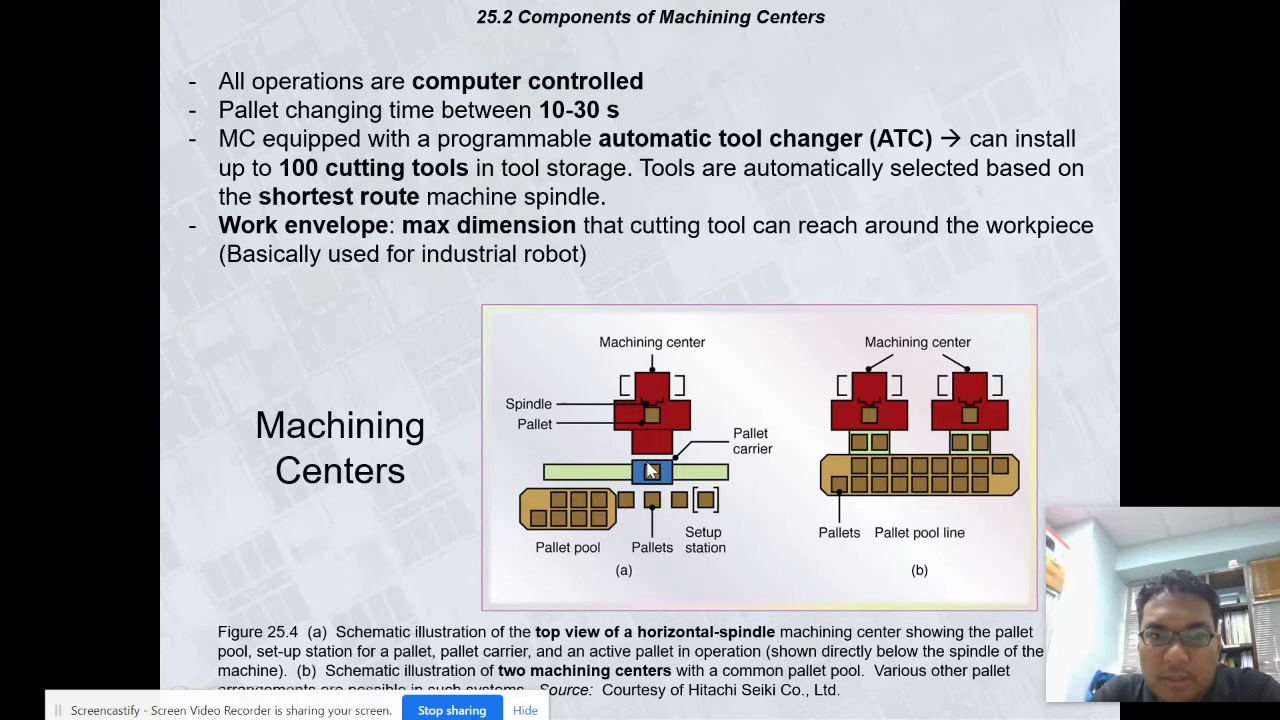 25.2 Components of Machining Centers
- All operations are computer controlled
- Pallet changing time between 10-30 s
- MC equipped with a programmable automatic tool changer (ATC) → can install
up to 100 cutting tools in tool storage. Tools are automatically selected based on
the shortest route machine spindle.
- Work envelope: max dimension that cutting tool can reach around the workpiece
(Basically used for industrial robot)
Machining
Centers
Machining center
Spindle
Pallet
Pallet
carrier
Pallet pool
Pallets
Setup
station
(a)
Machining center
Pallets
Pallet pool line
(b)
Figure 25.4 (a) Schematic illustration of the top view of a horizontal-spindle machining center showing the pallet
pool, set-up station for a pallet, pallet carrier, and an active pallet in operation (shown directly below the spindle of the
machine). (b) Schematic illustration of two machining centers with a common pallet pool. Various other pallet
arrangements are possible in such systems. Source: Courtesy of Hitachi Seiki Co., Ltd.
Screencastify - Screen Video Recorder is sharing your screen.
Stop sharing
Hide